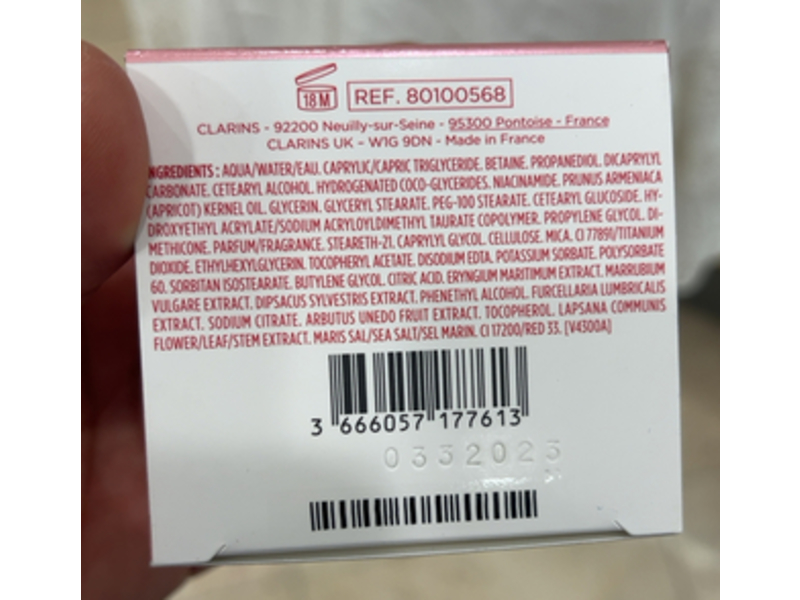 18 M
REF. 80100568
CLARINS - 92200 Neuilly-sur-Seine - 95300 Pontoise - France
CLARINS UK - W1G 9DN - Made in France
INGREDIENTS : AQUA/WATER/EAU. CAPRYLIC/CAPRIC TRIGLYCERIDE. BETAINE. PROPANEDIOL. DICAPRYLYL
CARBONATE. CETEARYL ALCOHOL. HYDROGENATED COCO-GLYCERIDES. NIACINAMIDE. PRUNUS ARMENIACA
(APRICOT) KERNEL OIL. GLYCERIN. GLYCERYL STEARATE. PEG-100 STEARATE. CETEARYL GLUCOSIDE. HY-
DROXYETHYL ACRYLATE/SODIUM ACRYLOYLDIMETHYL TAURATE COPOLYMER. PROPYLENE GLYCOL. DI-
METHICONE. PARFUM/FRAGRANCE. STEARETH-21. CAPRYLYL GLYCOL. CELLULOSE. MICA. CI 77891/TITANIUM
DIOXIDE. ETHYLHEXYLGLYCERIN. TOCOPHERYL ACETATE. DISODIUM EDTA. POTASSIUM SORBATE. POLYSORBATE
60. SORBITAN ISOSTEARATE. BUTYLENE GLYCOL. CITRIC ACID. ERYNGIUM MARITIMUM EXTRACT. MARRUBIUM
VULGARE EXTRACT. DIPSACUS SYLVESTRIS EXTRACT. PHENETHYL ALCOHOL. FURCELLARIA LUMBRICALIS
EXTRACT. SODIUM CITRATE. ARBUTUS UNEDO FRUIT EXTRACT. TOCOPHEROL. LAPSANA COMMUNIS
FLOWER/LEAF/STEM EXTRACT. MARIS SAL/SEA SALT/SEL MARIN. CI 17200/RED 33. [V4300A]
3 666057 177613
0332023